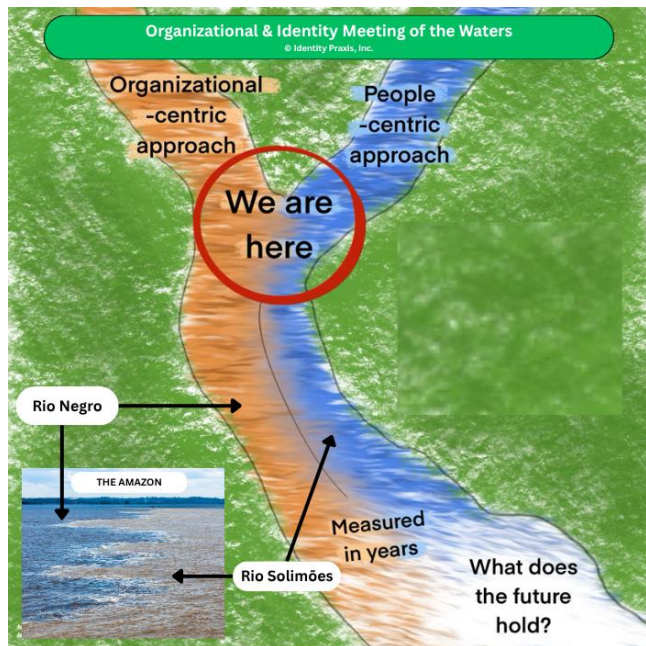 Organizational & Identity Meeting of the Waters
© Identity Praxis, Inc.
Organizational
-centric
approach
People
-centric
approach
We are
here
Rio Negro
THE AMAZON
Measured
in years
Rio Solimões
What does
the future
hold?